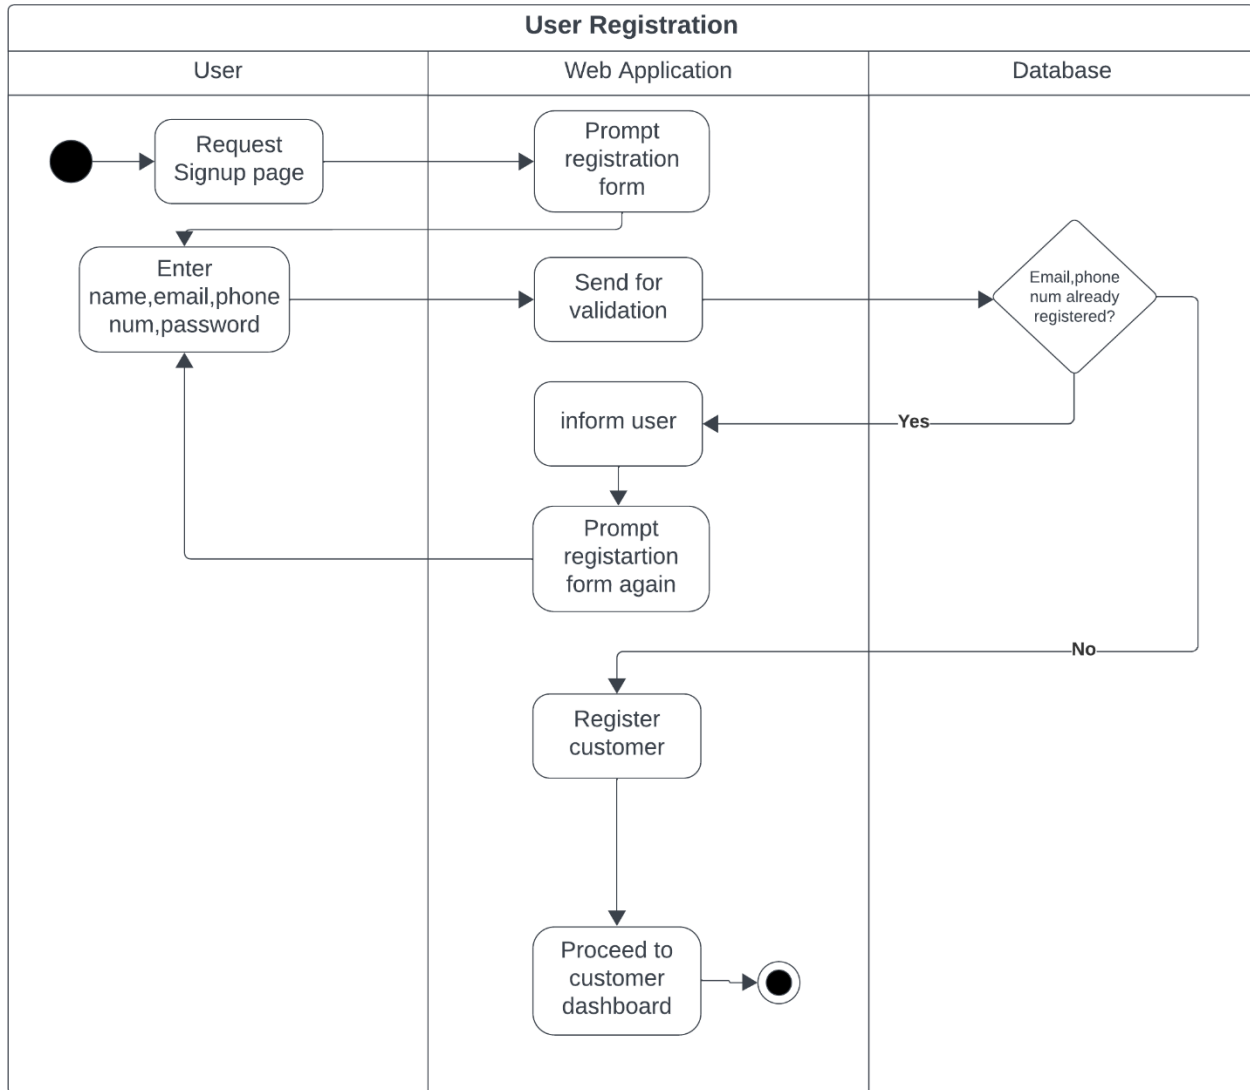 User Registration
User
Web Application
Database
Request
Signup page
Prompt
registration
form
Enter
name,email,phone
num,password
Send for
validation
Email,phone
num already
registered?
inform user
Yes
Prompt
registartion
form again
No
Register
customer
Proceed to
customer
dashboard